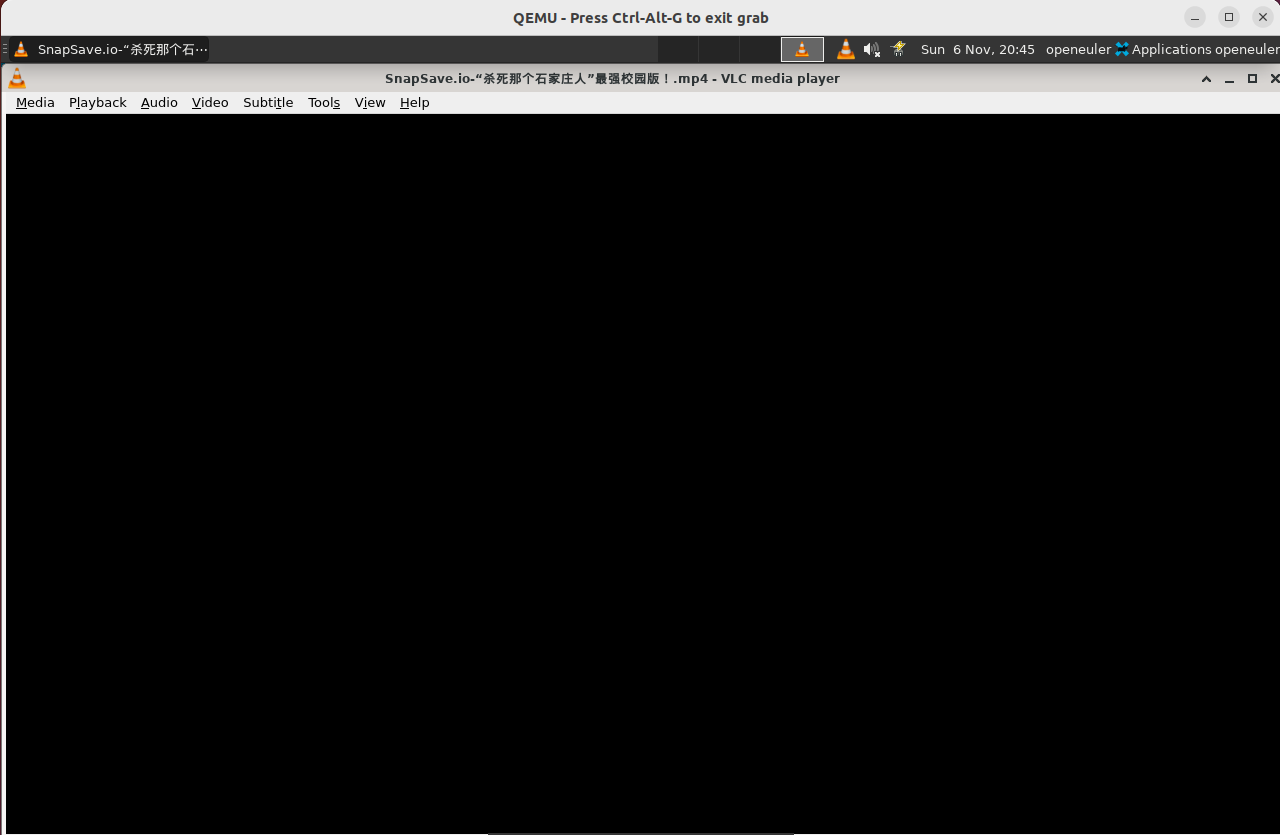 QEMU - Press Ctrl-Alt-G to exit grab
SnapSave.io-“杀死那个石⋯ Sun 6 Nov, 20:45 openeuler Applications openeuler
SnapSave.io-“杀死那个石家庄人”最强校园版！.mp4 - VLC media player
Media Playback Audio Video Subtitle Tools View Help